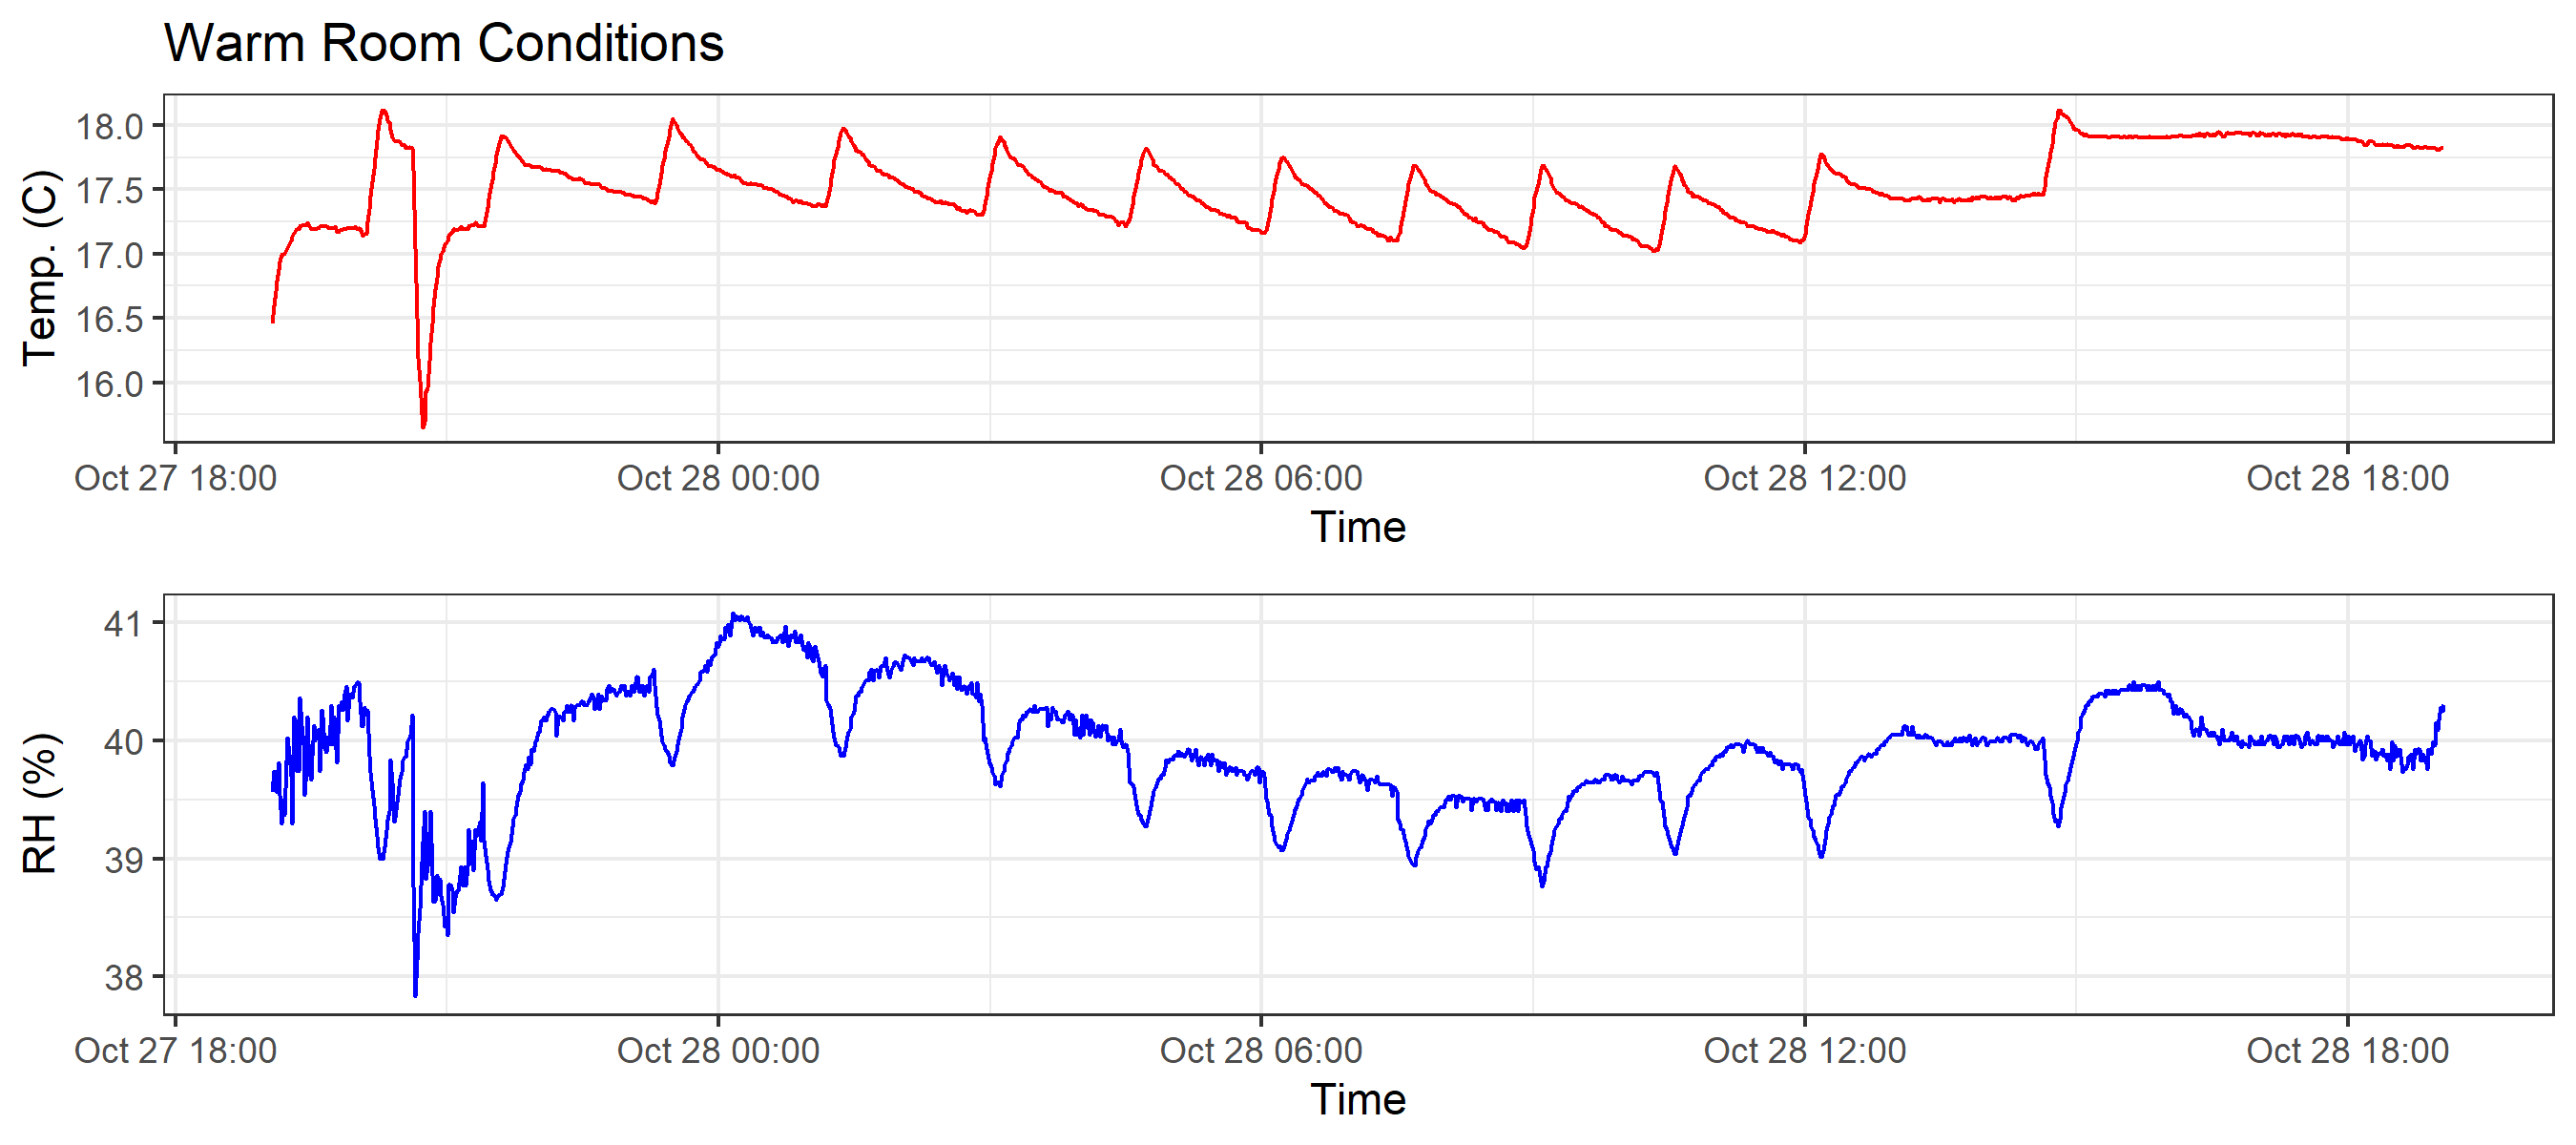 Warm Room Conditions
Temp. (C)
18.0
17.5
17.0
16.5
16.0
Oct 27 18:00 Oct 28 00:00 Oct 28 06:00 Oct 28 12:00 Oct 28 18:00
Time
RH (%)
41
40
39
38
Oct 27 18:00 Oct 28 00:00 Oct 28 06:00 Oct 28 12:00 Oct 28 18:00
Time